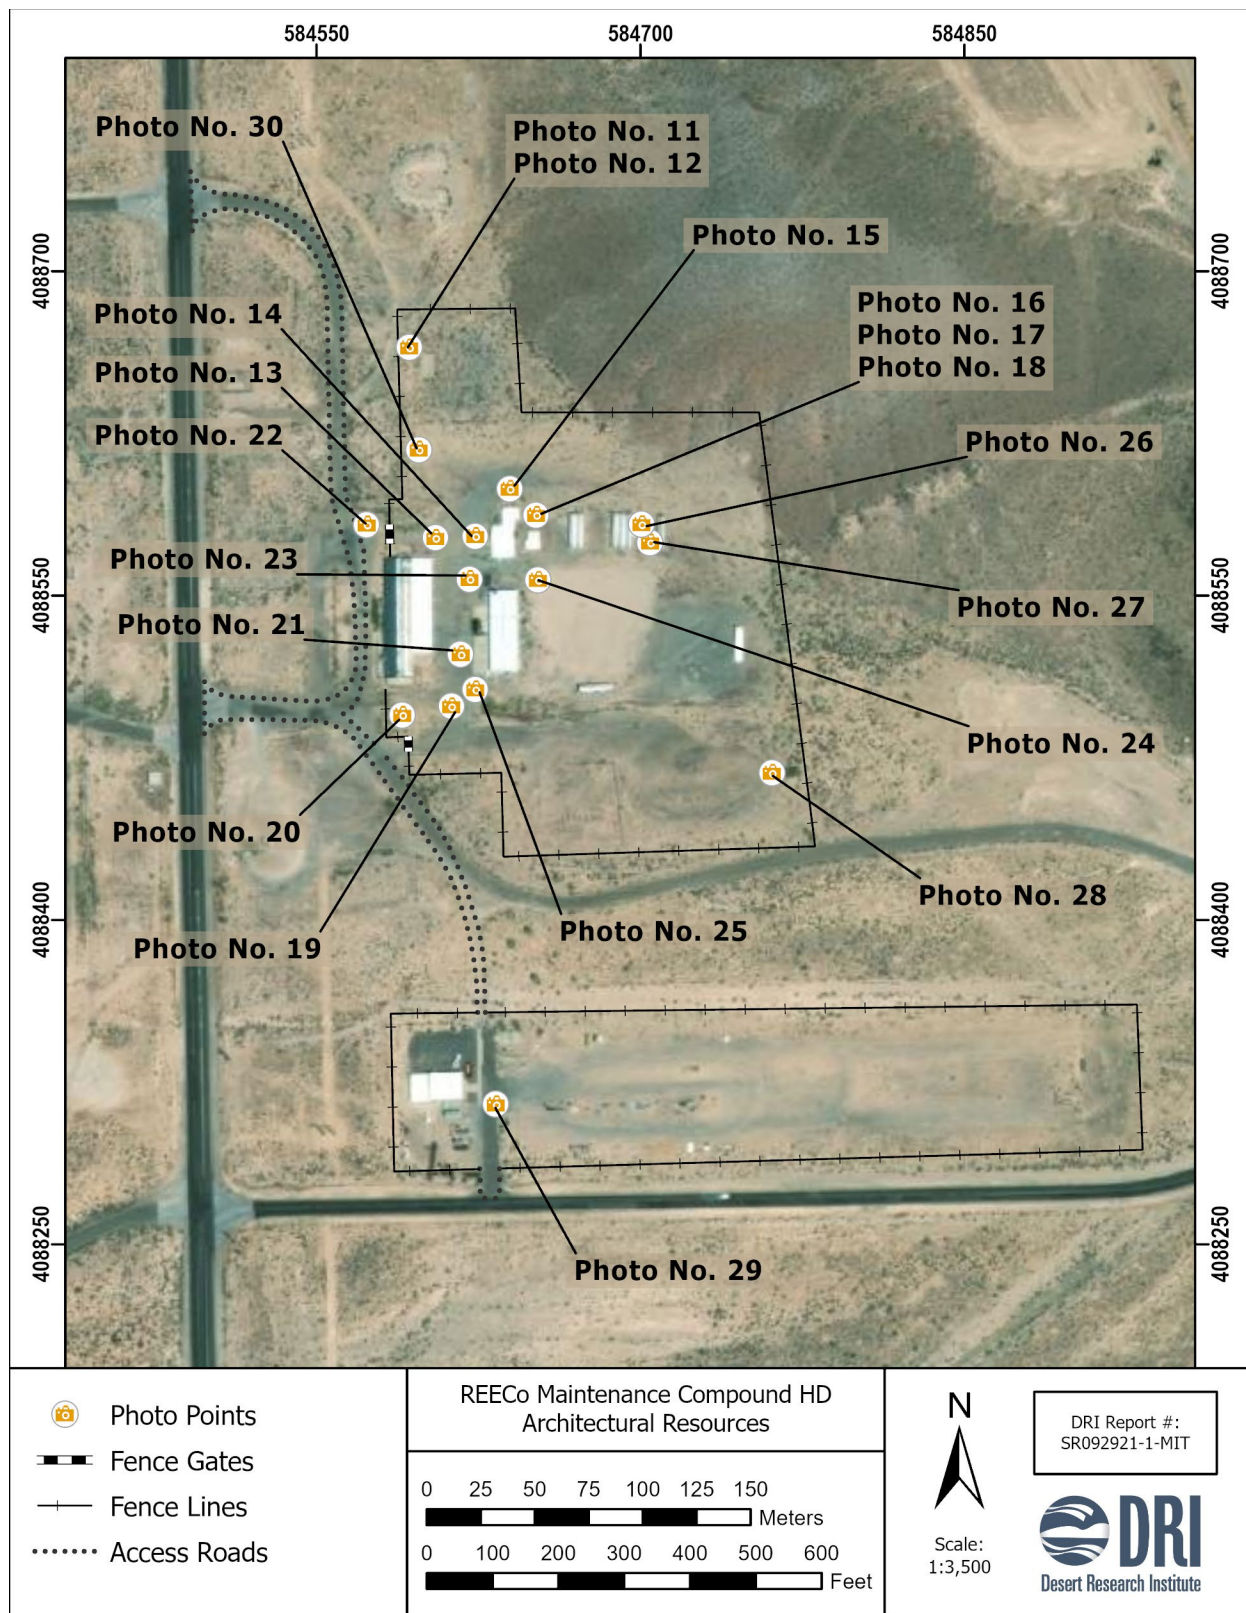 584550 584700 584850
Photo No. 30
Photo No. 11
Photo No. 12
Photo No. 15
4088700
4088700
Photo No. 14
Photo No. 16
Photo No. 17
Photo No. 18
Photo No. 13
Photo No. 22
Photo No. 26
Photo No. 23
4088550
4088550
Photo No. 27
Photo No. 21
Photo No. 24
Photo No. 20
Photo No. 28
4088400
4088400
Photo No. 19
Photo No. 25
4088250
4088250
Photo No. 29
Photo Points
Fence Gates
Fence Lines
Access Roads
REECo Maintenance Compound HD
Architectural Resources
0 25 50 75 100 125 150
Meters
0 100 200 300 400 500 600
Feet
N
Scale:
1:3,500
DRI Report #:
SR092921-1-MIT
DRI
Desert Research Institute